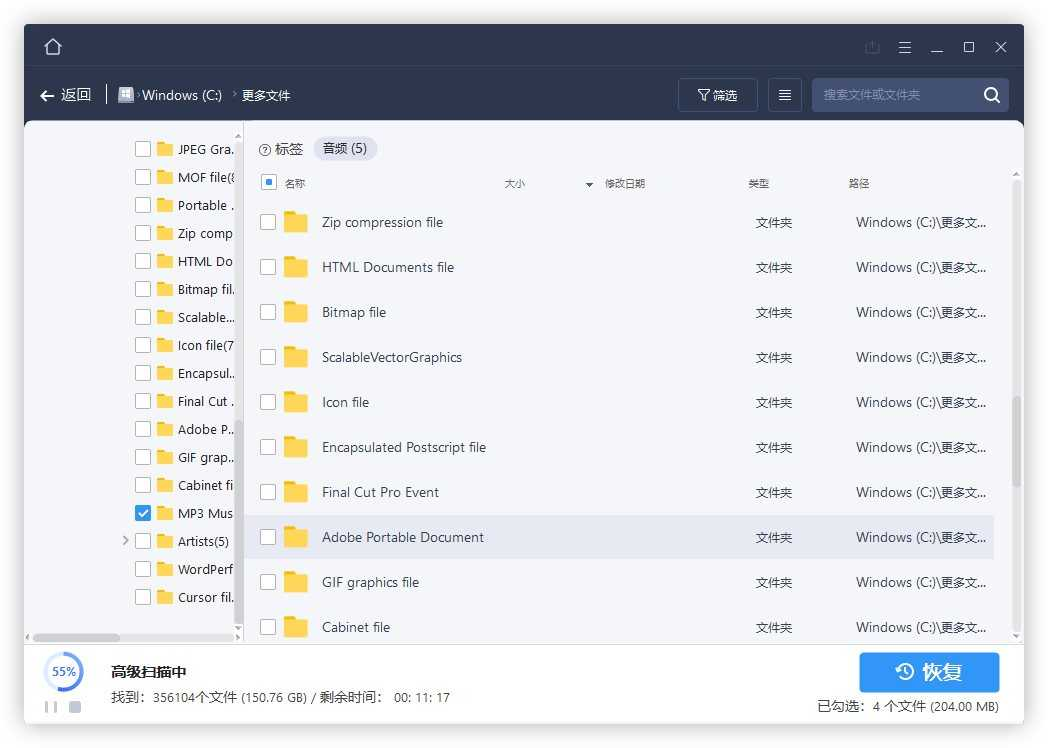 返回 Windows (C:) 更多文件 筛选 搜索文件或文件夹
JPEG Gra...
MOF file(8
Portable ...
Zip comp
HTML Do
Bitmap fil...
Scalable...
Icon file(7
Encapsul...
Final Cut ...
Adobe P...
GIF grap...
Cabinet fi
MP3 Mus
Artists(5)
WordPerf
Cursor fil...
标签 音频 (5)
名称 大小 修改日期 类型 路径
Zip compression file 文件夹 Windows (C:)\更多文...
HTML Documents file 文件夹 Windows (C:)\更多文...
Bitmap file 文件夹 Windows (C:)\更多文...
ScalableVectorGraphics 文件夹 Windows (C:)\更多文...
Icon file 文件夹 Windows (C:)\更多文...
Encapsulated Postscript file 文件夹 Windows (C:)\更多文...
Final Cut Pro Event 文件夹 Windows (C:)\更多文...
Adobe Portable Document 文件夹 Windows (C:)\更多文...
GIF graphics file 文件夹 Windows (C:)\更多文...
Cabinet file 文件夹 Windows (C:)\更多文...
55% 高级扫描中
找到：356104个文件 (150.76 GB) / 剩余时间： 00: 11: 17
恢复
已勾选：4 个文件 (204.00 MB)